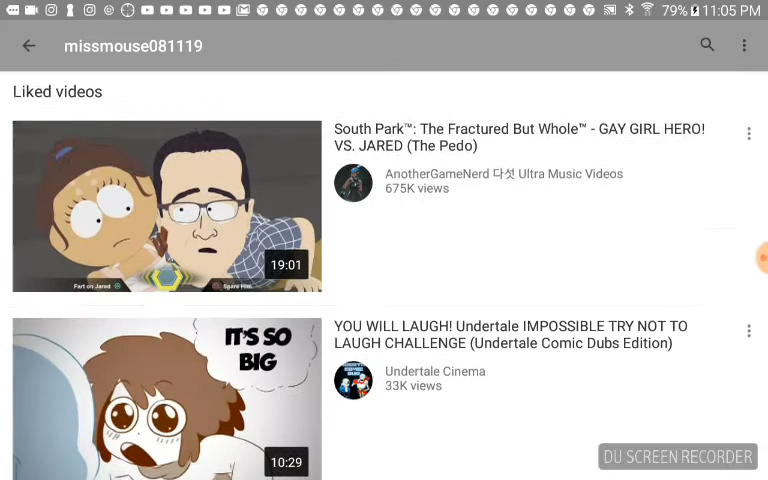 79% 11:05 PM
missmouse081119
Liked videos
South Park™: The Fractured But Whole™ - GAY GIRL HERO!
VS. JARED (The Pedo)
AnotherGameNerd 다섯 Ultra Music Videos
675K views
19:01
Fart on Jared
Spare Him
YOU WILL LAUGH! Undertale IMPOSSIBLE TRY NOT TO
LAUGH CHALLENGE (Undertale Comic Dubs Edition)
Undertale Cinema
33K views
IT'S SO
BIG
10:29
DU SCREEN RECORDER